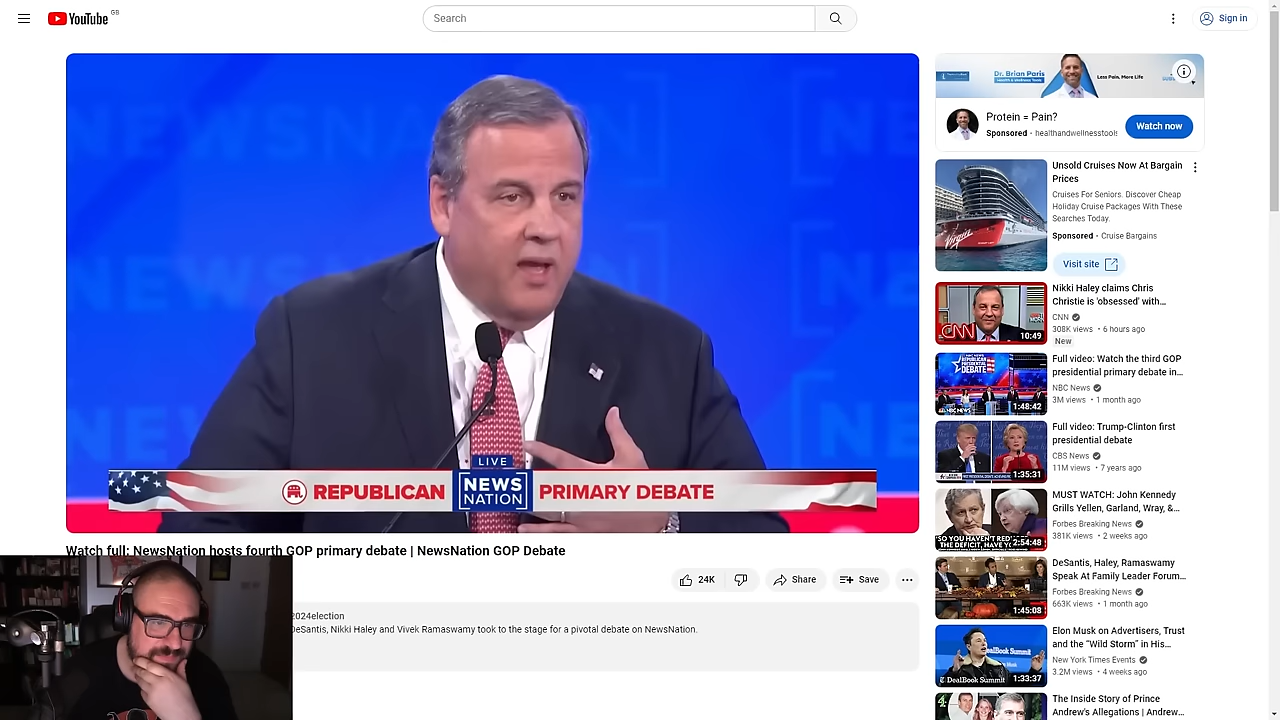 YouTube GB
Search
Sign in
NEWSNATION
LIVE
REPUBLICAN
NEWS
NATION
PRIMARY DEBATE
Watch full: NewsNation hosts fourth GOP primary debate | NewsNation GOP Debate
24K
Share
Save
2024election
DeSantis, Nikki Haley and Vivek Ramaswamy took to the stage for a pivotal debate on NewsNation.
Dr. Brian Paris
Less Pain, More Life
Protein = Pain?
Sponsored · healthandwellnesstools
Watch now
Unsold Cruises Now At Bargain
Prices
Cruises For Seniors. Discover Cheap
Holiday Cruise Packages With These
Searches Today.
Sponsored · Cruise Bargains
Visit site
Virgin
Nikki Haley claims Chris
Christie is 'obsessed' with...
CNN
308K views • 6 hours ago
New
CNN
10:49
Full video: Watch the third GOP
presidential primary debate in...
NBC News
3M views • 1 month ago
DEBATE
1:48:42
Full video: Trump-Clinton first
presidential debate
CBS News
11M views • 7 years ago
1:35:31
MUST WATCH: John Kennedy
Grills Yellen, Garland, Wray, &...
Forbes Breaking News
381K views • 2 weeks ago
2:54:48
DeSantis, Haley, Ramaswamy
Speak At Family Leader Forum...
Forbes Breaking News
663K views • 1 month ago
1:45:08
Elon Musk on Advertisers, Trust
and the “Wild Storm” in His...
New York Times Events
3.2M views • 4 weeks ago
DealBook Summit
1:33:37
The Inside Story of Prince
Andrew's Allegations | Andrew...